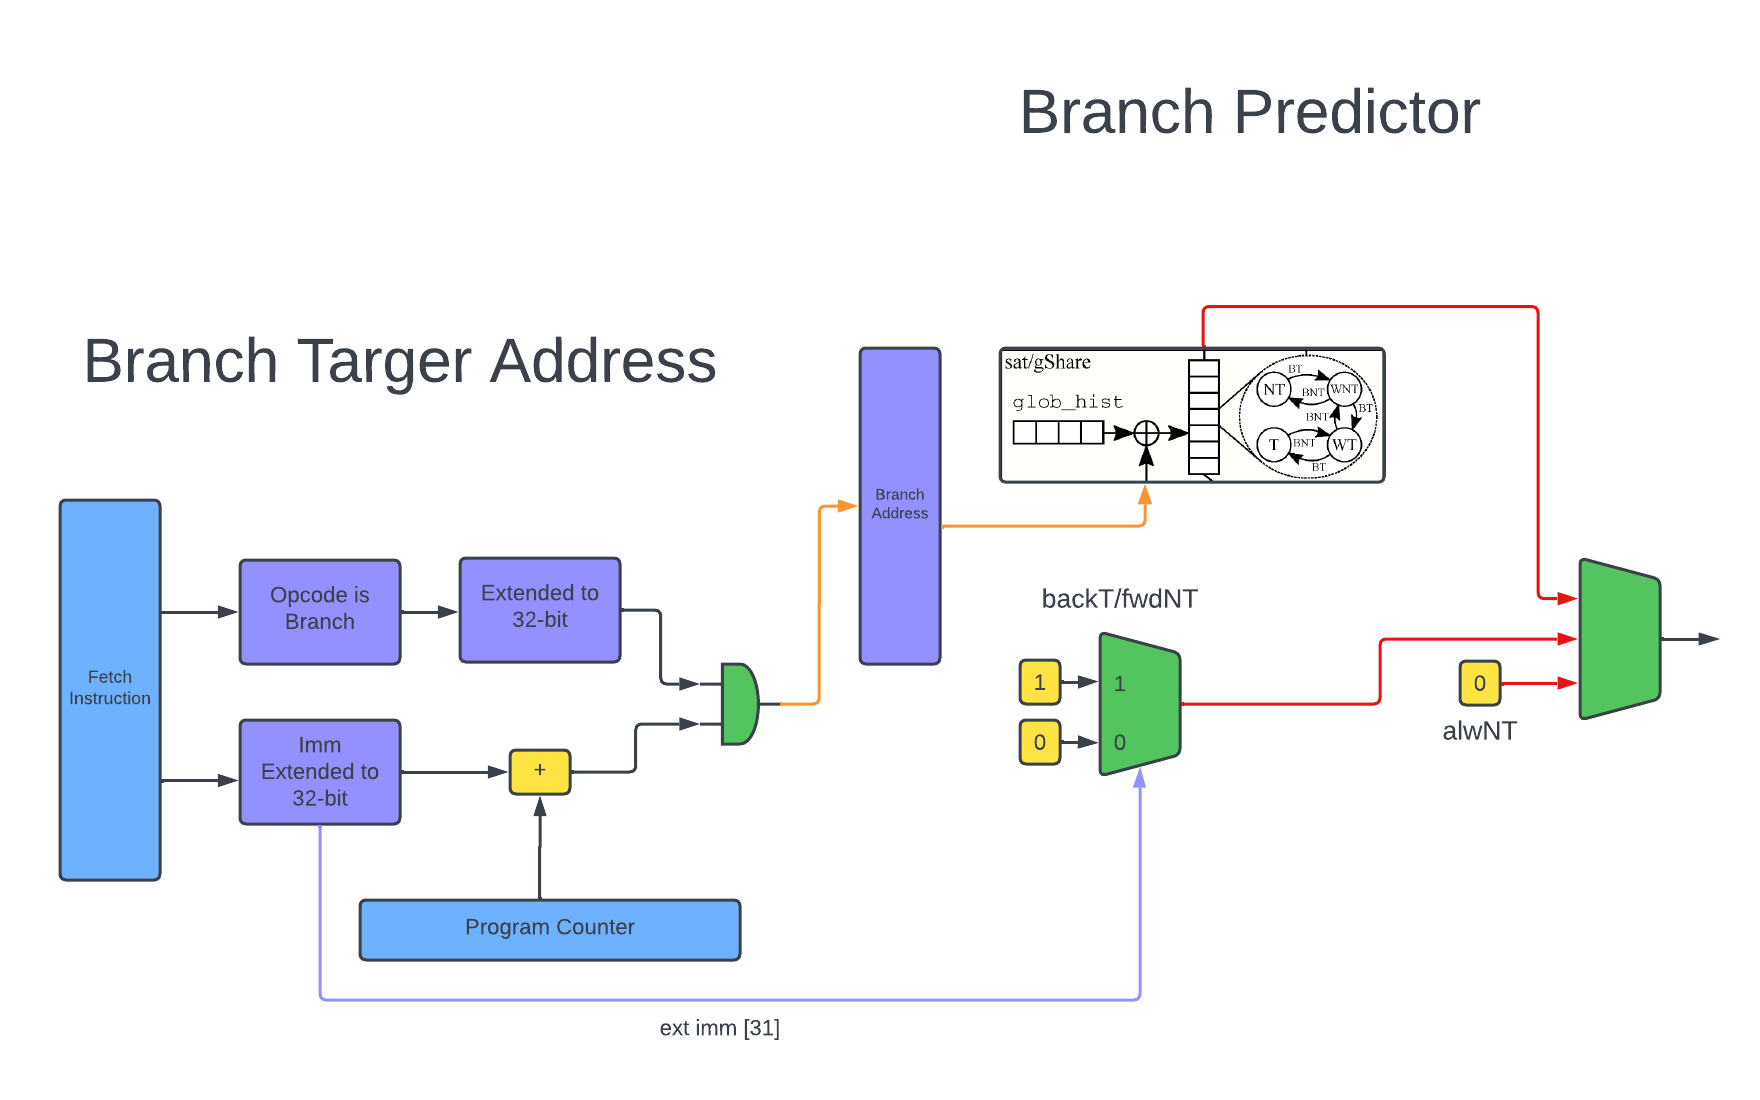 Branch Predictor
Branch Targer Address
sat/gShare
glob_hist
NT
BT
WNT
BNT
BNT
BT
T
BNT
WT
BT
Branch
Address
Fetch
Instruction
Opcode is
Branch
Extended to
32-bit
Imm
Extended to
32-bit
+
Program Counter
ext imm [31]
backT/fwdNT
1
1
0
0
0
alwNT